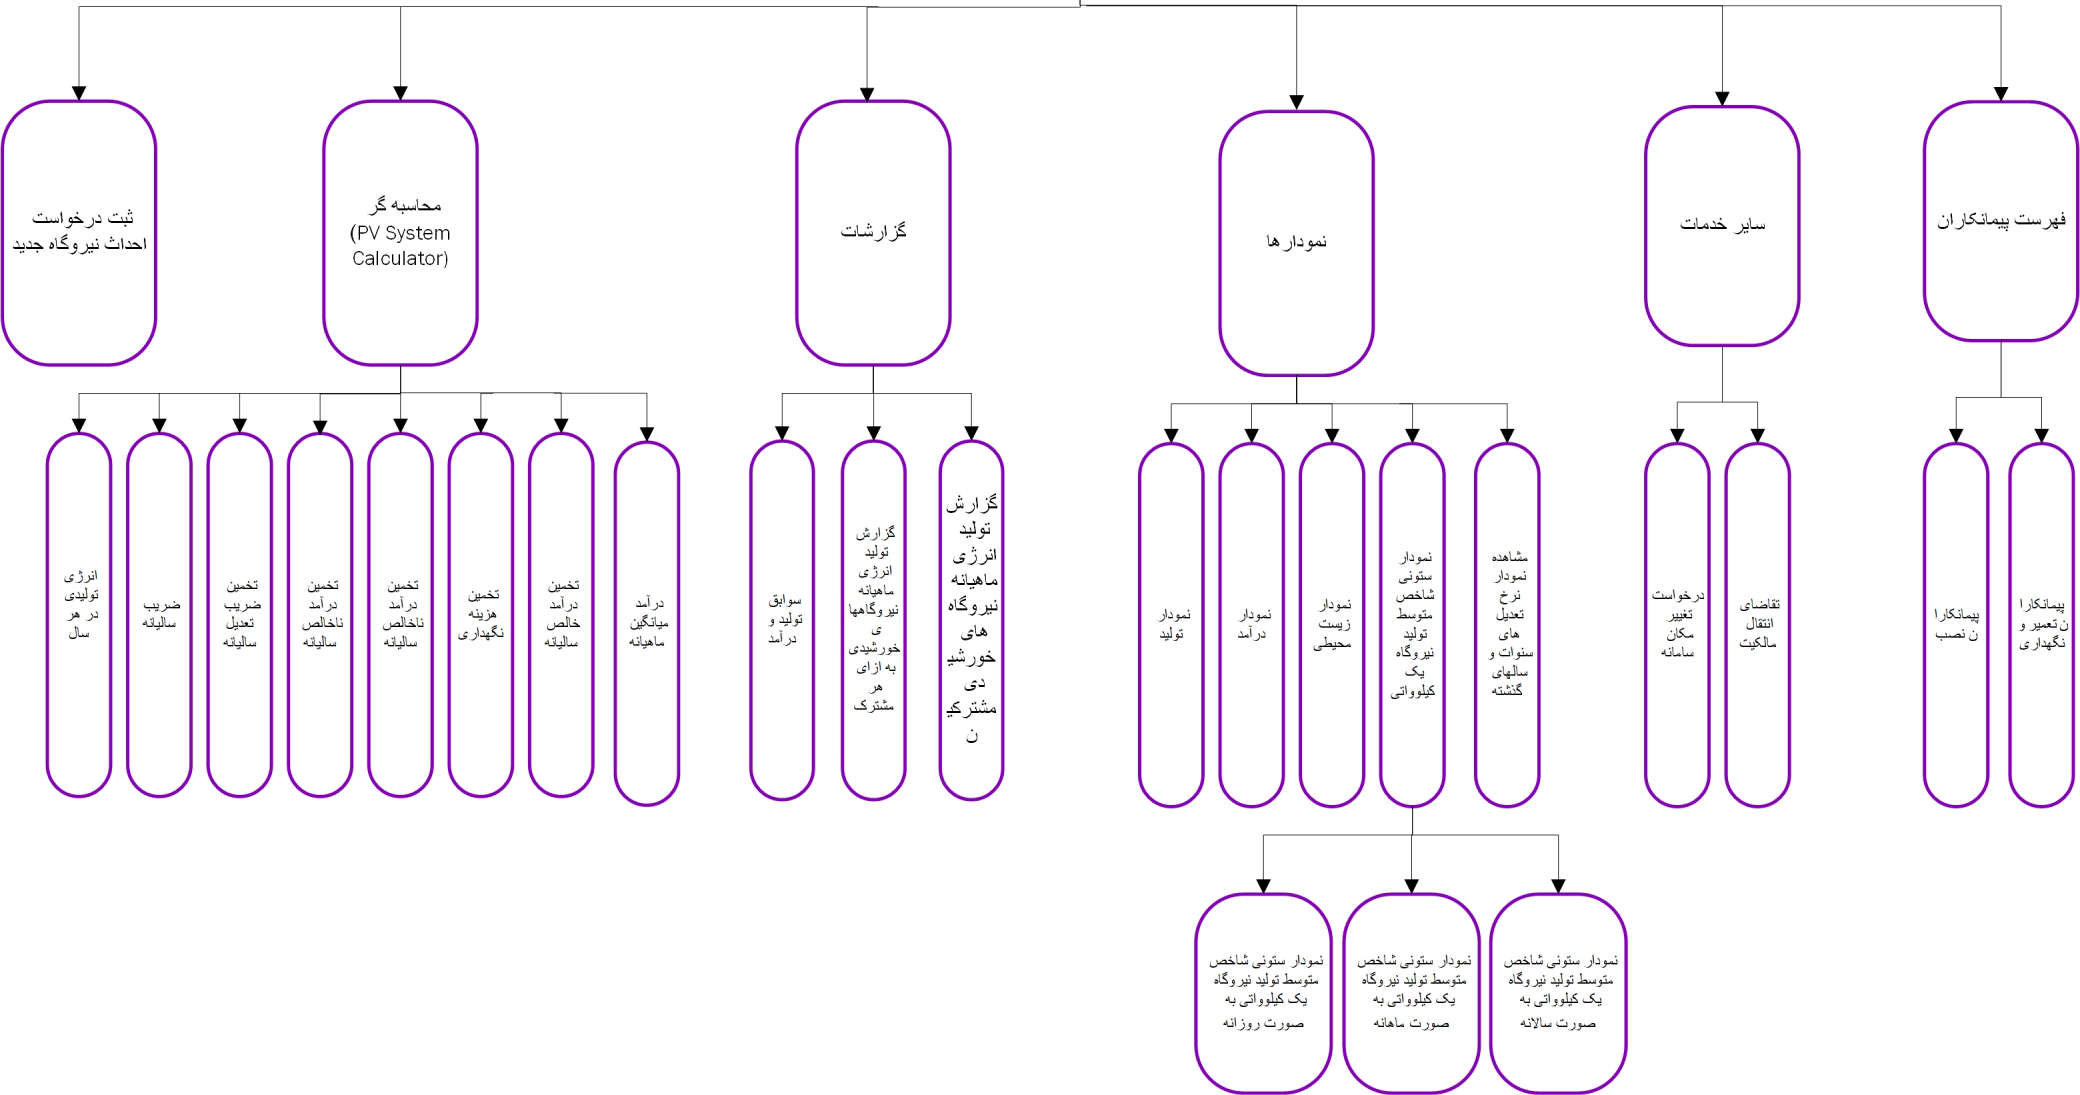 ثبت درخواست
احداث نیروگاه جدید
محاسبه گر
(PV System
Calculator)
گزارشات
نمودارها
سایر خدمات
فهرست پیمانکاران
انرژی
تولیدی
در هر
سال
ضریب
سالیانه
تخمین
ضریب
تعدیل
سالیانه
تخمین
درآمد
ناخالص
سالیانه
تخمین
درآمد
ناخالص
سالیانه
تخمین
هزینه
نگهداری
تخمین
درآمد
خالص
سالیانه
درآمد
میانگین
ماهیانه
سوابق
تولید و
درآمد
گزارش
تولید
انرژی
ماهیانه
نیروگاهها
ی
خورشیدی
به ازای
هر
مشترک
گزارش
تولید
انرژی
ماهیانه
نیروگاه
های
خورشی
دی
مشترکی
ن
نمودار
تولید
نمودار
درآمد
نمودار
زیست
محیطی
نمودار
ستونی
شاخص
متوسط
تولید
نیروگاه
یک
کیلوواتی
مشاهده
نمودار
نرخ
تعدیل
های
سنوات و
سالهای
گذشته
درخواست
تغییر
مکان
سامانه
تقاضای
انتقال
مالکیت
پیمانکارا
ن نصب
پیمانکارا
ن تعمیر و
نگهداری
نمودار ستونی شاخص
متوسط تولید نیروگاه
یک کیلوواتی به
صورت روزانه
نمودار ستونی شاخص
متوسط تولید نیروگاه
یک کیلوواتی به
صورت ماهانه
نمودار ستونی شاخص
متوسط تولید نیروگاه
یک کیلوواتی به
صورت سالانه